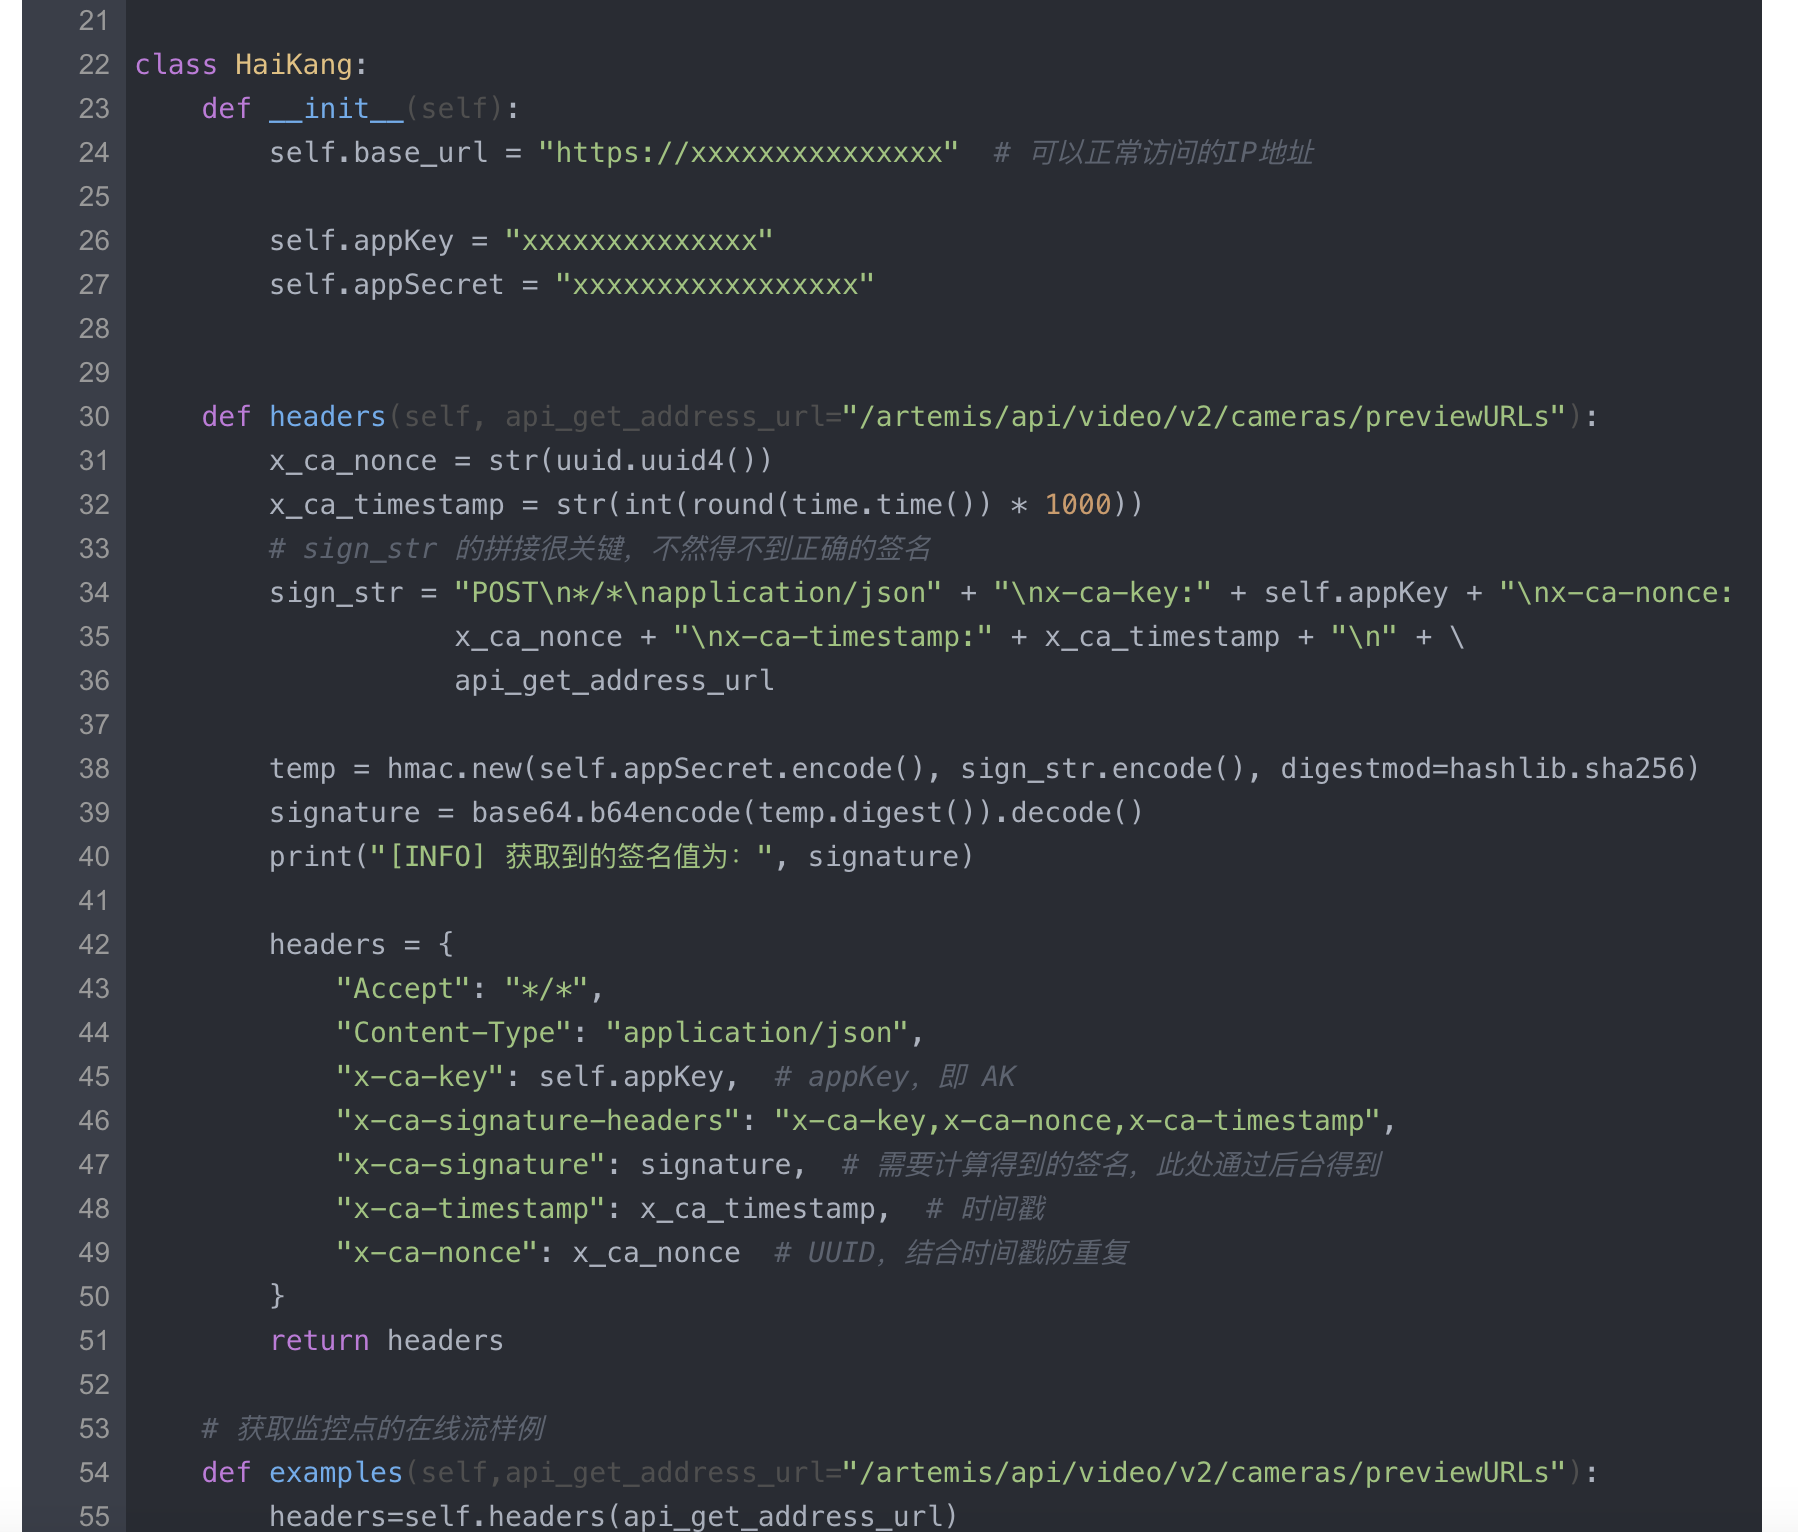 21
22 class HaiKang:
23     def __init__(self):
24         self.base_url = "https://xxxxxxxxxxxxxxx"  # 可以正常访问的IP地址
25
26         self.appKey = "xxxxxxxxxxxxxx"
27         self.appSecret = "xxxxxxxxxxxxxxxxx"
28
29
30     def headers(self, api_get_address_url="/artemis/api/video/v2/cameras/previewURLs"):
31         x_ca_nonce = str(uuid.uuid4())
32         x_ca_timestamp = str(int(round(time.time()) * 1000))
33         # sign_str 的拼接很关键，不然得不到正确的签名
34         sign_str = "POST\n*/*\napplication/json" + "\nx-ca-key:" + self.appKey + "\nx-ca-nonce:
35                    x_ca_nonce + "\nx-ca-timestamp:" + x_ca_timestamp + "\n" + \
36                    api_get_address_url
37
38         temp = hmac.new(self.appSecret.encode(), sign_str.encode(), digestmod=hashlib.sha256)
39         signature = base64.b64encode(temp.digest()).decode()
40         print("[INFO] 获取到的签名值为：", signature)
41
42         headers = {
43             "Accept": "*/*",
44             "Content-Type": "application/json",
45             "x-ca-key": self.appKey,  # appKey，即 AK
46             "x-ca-signature-headers": "x-ca-key,x-ca-nonce,x-ca-timestamp",
47             "x-ca-signature": signature,  # 需要计算得到的签名，此处通过后台得到
48             "x-ca-timestamp": x_ca_timestamp,  # 时间戳
49             "x-ca-nonce": x_ca_nonce  # UUID，结合时间戳防重复
50         }
51         return headers
52
53     # 获取监控点的在线流样例
54     def examples(self,api_get_address_url="/artemis/api/video/v2/cameras/previewURLs"):
55         headers=self.headers(api_get_address_url)